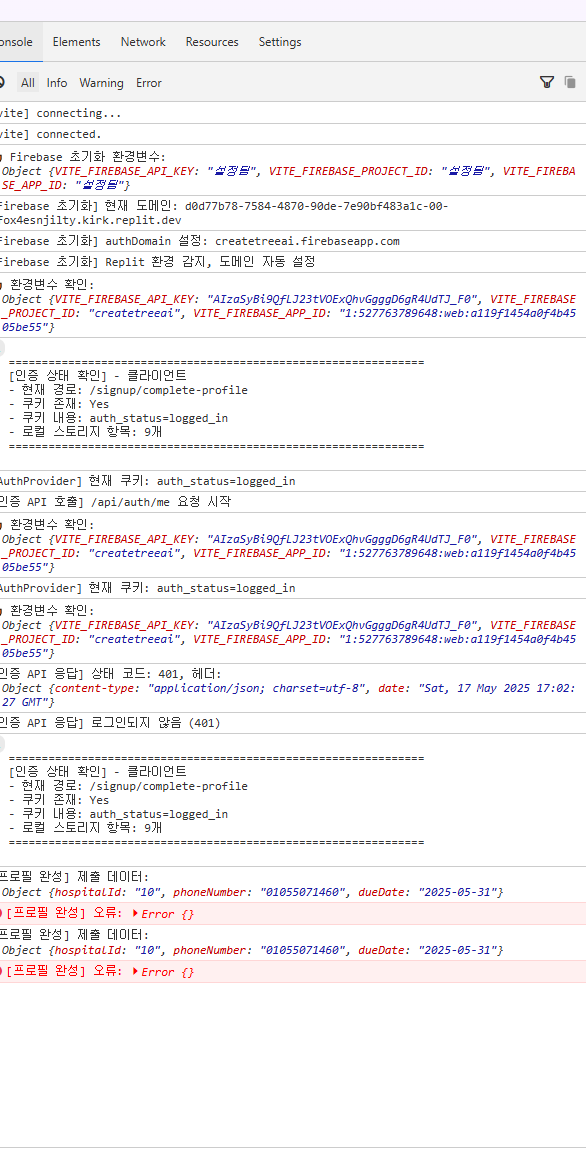 onsole Elements Network Resources Settings
All Info Warning Error
vite] connecting...
vite] connected.
Firebase 초기화 환경변수:
Object {VITE_FIREBASE_API_KEY: "설정됨", VITE_FIREBASE_PROJECT_ID: "설정됨", VITE_FIREBA
SE_APP_ID: "설정됨"}
Firebase 초기화] 현재 도메인: d0d77b78-7584-4870-90de-7e90bf483a1c-00-
fox4esnjilty.kirk.replit.dev
Firebase 초기화] authDomain 설정: createtreeai.firebaseapp.com
Firebase 초기화] Replit 환경 감지, 도메인 자동 설정
환경변수 확인:
Object {VITE_FIREBASE_API_KEY: "AIzaSyBi9QfLJ23tVOExQhvGgggD6gR4UdTJ_F0", VITE_FIREBASE
_PROJECT_ID: "createtreeai", VITE_FIREBASE_APP_ID: "1:527763789648:web:a119f1454a0f4b45
05be55"}
================================================================
[인증 상태 확인] - 클라이언트
- 현재 경로: /signup/complete-profile
- 쿠키 존재: Yes
- 쿠키 내용: auth_status=logged_in
- 로컬 스토리지 항목: 9개
================================================================
AuthProvider] 현재 쿠키: auth_status=logged_in
인증 API 호출] /api/auth/me 요청 시작
환경변수 확인:
Object {VITE_FIREBASE_API_KEY: "AIzaSyBi9QfLJ23tVOExQhvGgggD6gR4UdTJ_F0", VITE_FIREBASE
_PROJECT_ID: "createtreeai", VITE_FIREBASE_APP_ID: "1:527763789648:web:a119f1454a0f4b45
05be55"}
AuthProvider] 현재 쿠키: auth_status=logged_in
환경변수 확인:
Object {VITE_FIREBASE_API_KEY: "AIzaSyBi9QfLJ23tVOExQhvGgggD6gR4UdTJ_F0", VITE_FIREBASE
_PROJECT_ID: "createtreeai", VITE_FIREBASE_APP_ID: "1:527763789648:web:a119f1454a0f4b45
05be55"}
인증 API 응답] 상태 코드: 401, 헤더:
Object {content-type: "application/json; charset=utf-8", date: "Sat, 17 May 2025 17:02:
27 GMT"}
인증 API 응답] 로그인되지 않음 (401)
================================================================
[인증 상태 확인] - 클라이언트
- 현재 경로: /signup/complete-profile
- 쿠키 존재: Yes
- 쿠키 내용: auth_status=logged_in
- 로컬 스토리지 항목: 9개
================================================================
프로필 완성] 제출 데이터:
Object {hospitalId: "10", phoneNumber: "01055071460", dueDate: "2025-05-31"}
[프로필 완성] 오류: Error {}
프로필 완성] 제출 데이터:
Object {hospitalId: "10", phoneNumber: "01055071460", dueDate: "2025-05-31"}
[프로필 완성] 오류: Error {}